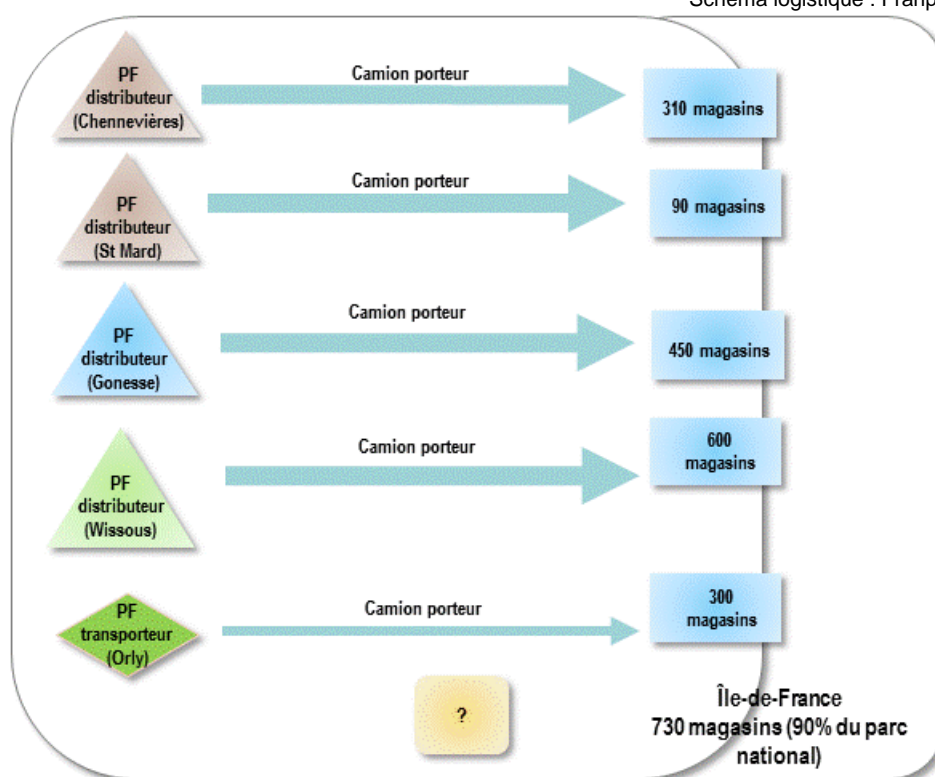 Schéma logistique : Franp
PF
distributeur
(Chennevières)
Camion porteur
310 magasins
PF
distributeur
(St Mard)
Camion porteur
90 magasins
PF
distributeur
(Gonesse)
Camion porteur
450 magasins
PF
distributeur
(Wissous)
Camion porteur
600
magasins
PF
transporteur
(Orly)
Camion porteur
300
magasins
?
Île-de-France
730 magasins (90% du parc
national)